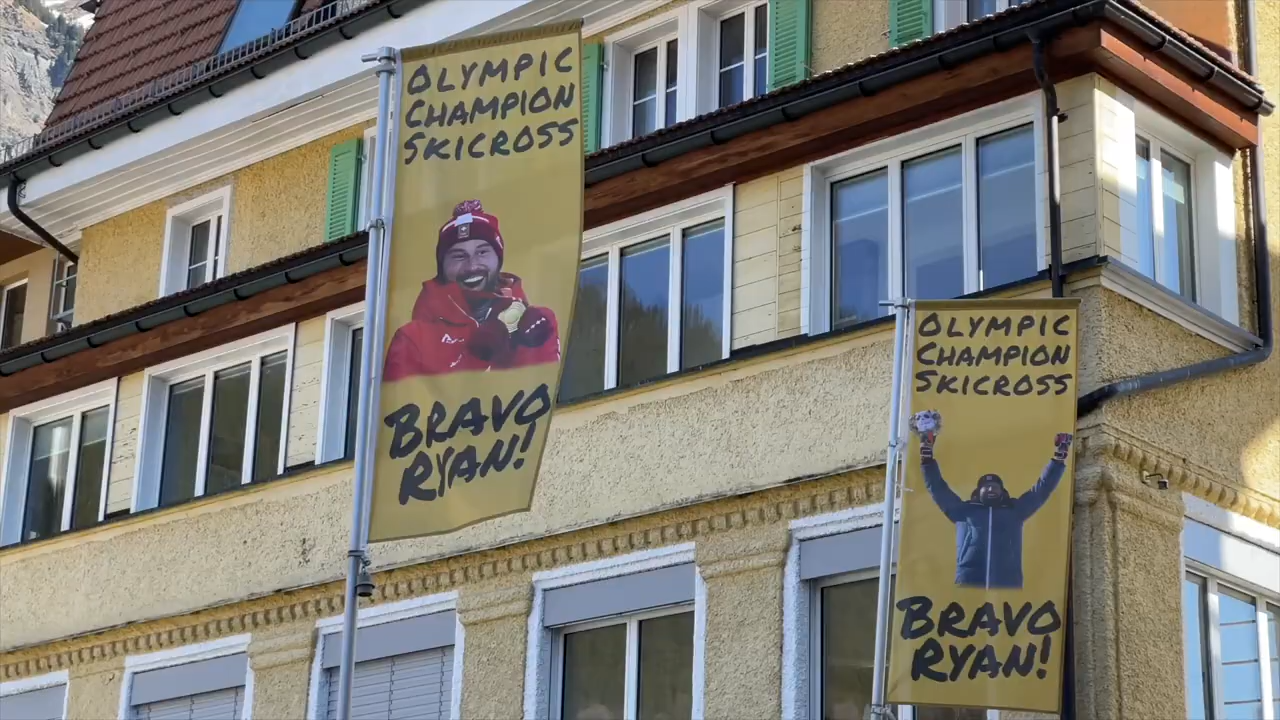 OLYMPIC
CHAMPION
SKICROSS
BRAVO
RYAN!
OLYMPIC
CHAMPION
SKICROSS
BRAVO
RYAN!